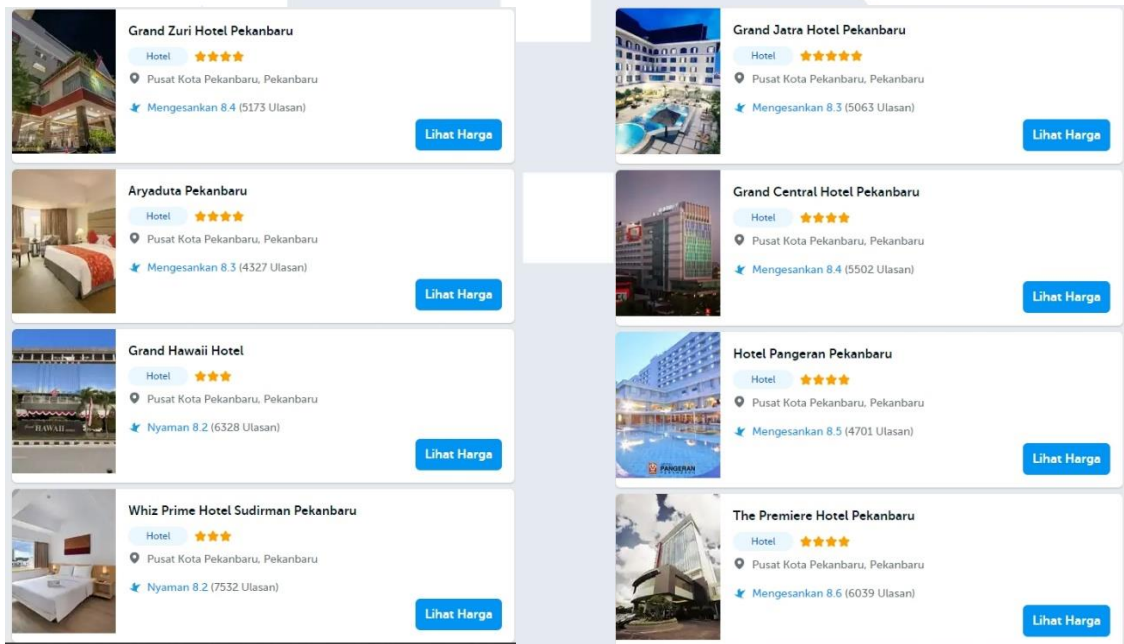 Grand Zuri Hotel Pekanbaru
Hotel
Pusat Kota Pekanbaru, Pekanbaru
Mengesankan 8.4 (5173 Ulasan)
Lihat Harga
Aryaduta Pekanbaru
Hotel
Pusat Kota Pekanbaru, Pekanbaru
Mengesankan 8.3 (4327 Ulasan)
Lihat Harga
Grand Hawaii Hotel
Hotel
Pusat Kota Pekanbaru, Pekanbaru
Nyaman 8.2 (6328 Ulasan)
HAWAII
Lihat Harga
Whiz Prime Hotel Sudirman Pekanbaru
Hotel
Pusat Kota Pekanbaru, Pekanbaru
Nyaman 8.2 (7532 Ulasan)
Lihat Harga
Grand Jatra Hotel Pekanbaru
Hotel
Pusat Kota Pekanbaru, Pekanbaru
Mengesankan 8.3 (5063 Ulasan)
Lihat Harga
Grand Central Hotel Pekanbaru
Hotel
Pusat Kota Pekanbaru, Pekanbaru
Mengesankan 8.4 (5502 Ulasan)
Lihat Harga
Hotel Pangeran Pekanbaru
Hotel
Pusat Kota Pekanbaru, Pekanbaru
Mengesankan 8.5 (4701 Ulasan)
PANGERAN
Lihat Harga
The Premiere Hotel Pekanbaru
Hotel
Pusat Kota Pekanbaru, Pekanbaru
Mengesankan 8.6 (6039 Ulasan)
Lihat Harga